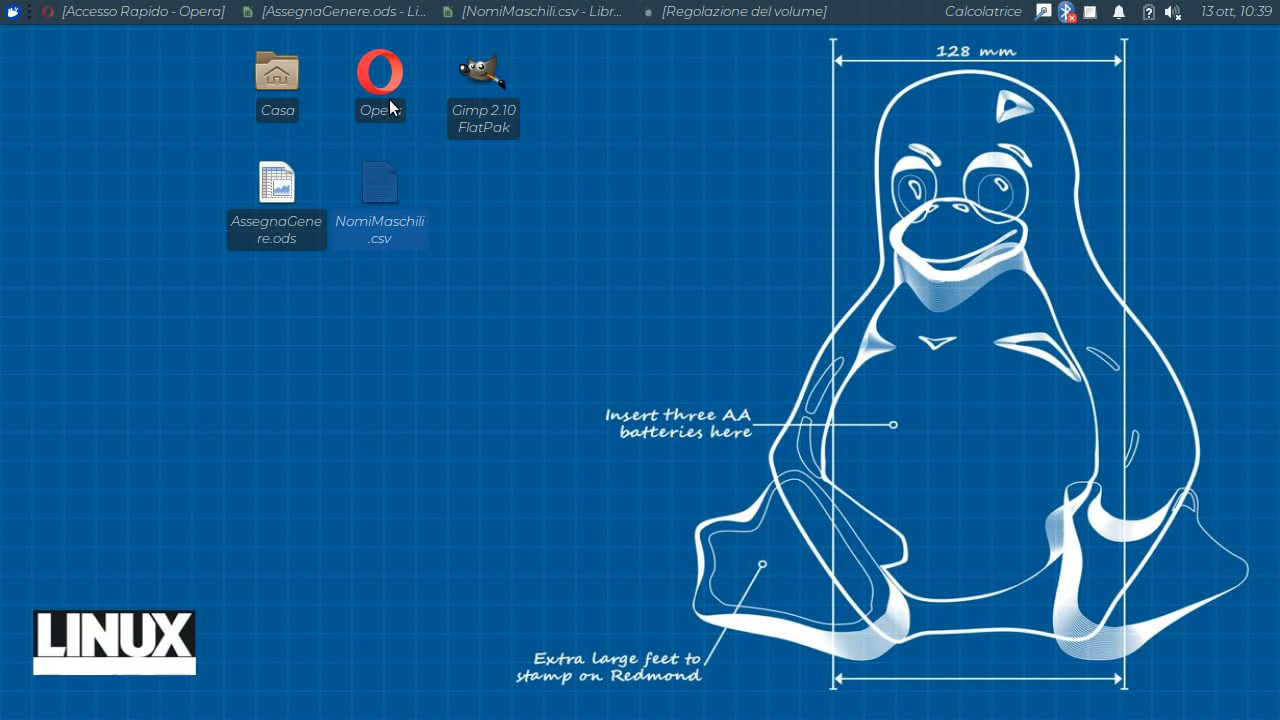 [Accesso Rapido - Opera] [AssegnaGenere.ods - Li... [NomiMaschili.csv - Libr... [Regolazioni del volume] Calcolatrice 13 ott, 10:39
128 mm
Casa
Opera
Gimp 2.10
FlatPak
AssegnaGene
re.ods
NomiMaschili
.csv
Insert three AA
batteries here
LINUX
Extra large feet to
stamp on Redmond